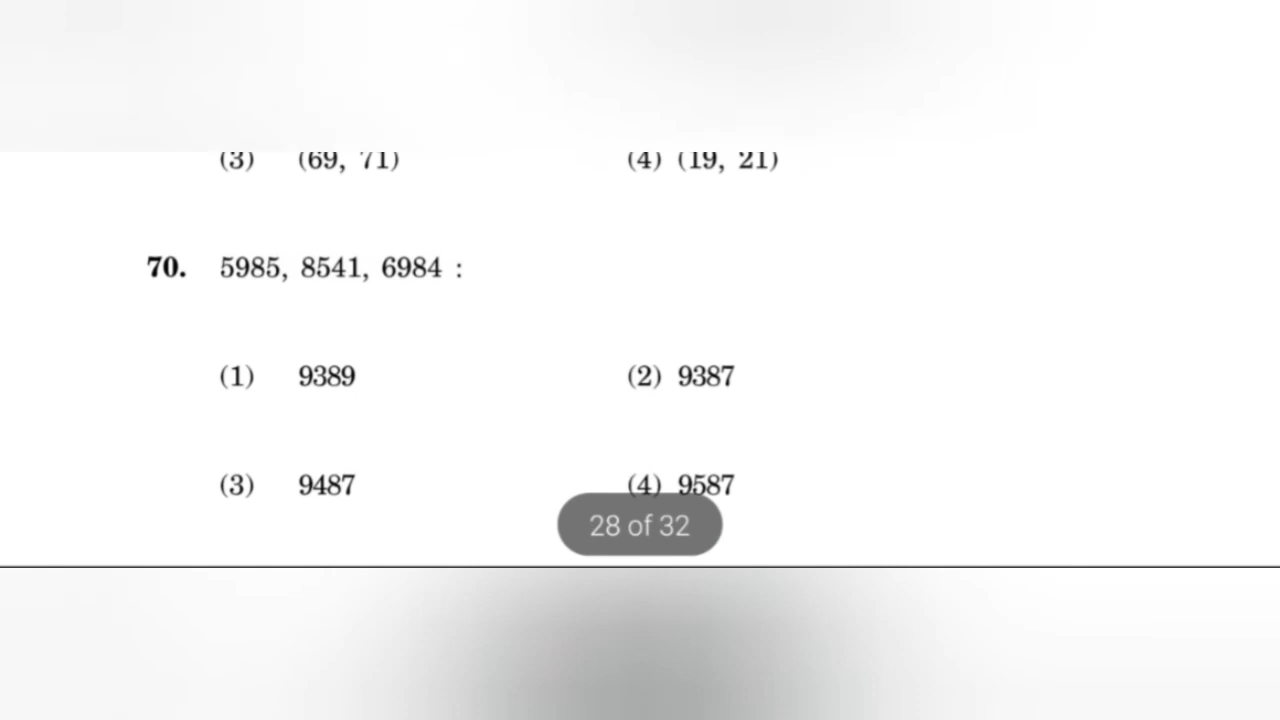 (3) (69, 71) (4) (19, 21)
70. 5985, 8541, 6984 :
(1) 9389 (2) 9387
(3) 9487 (4) 9587
28 of 32